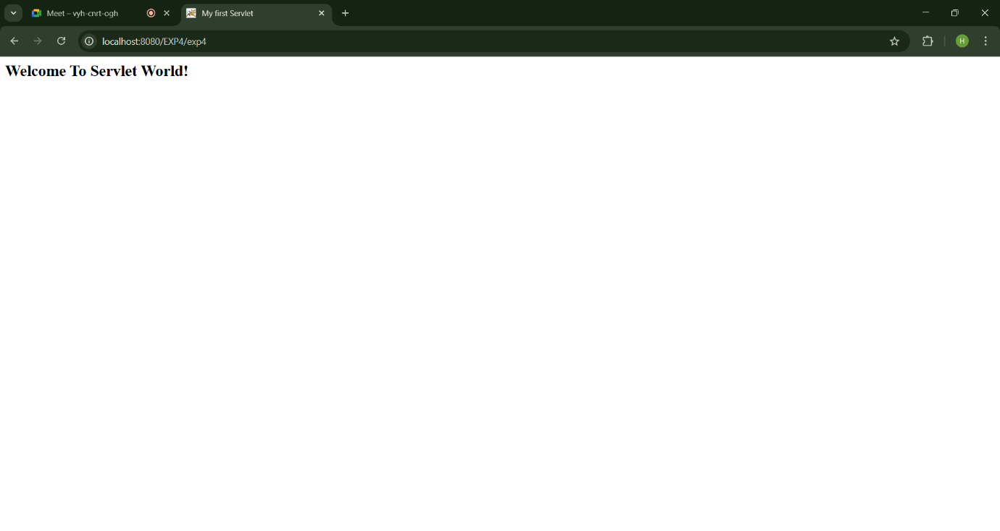 Meet – vyh-cnrt-ogh
My first Servlet
localhost:8080/EXP4/exp4
H
Welcome To Servlet World!